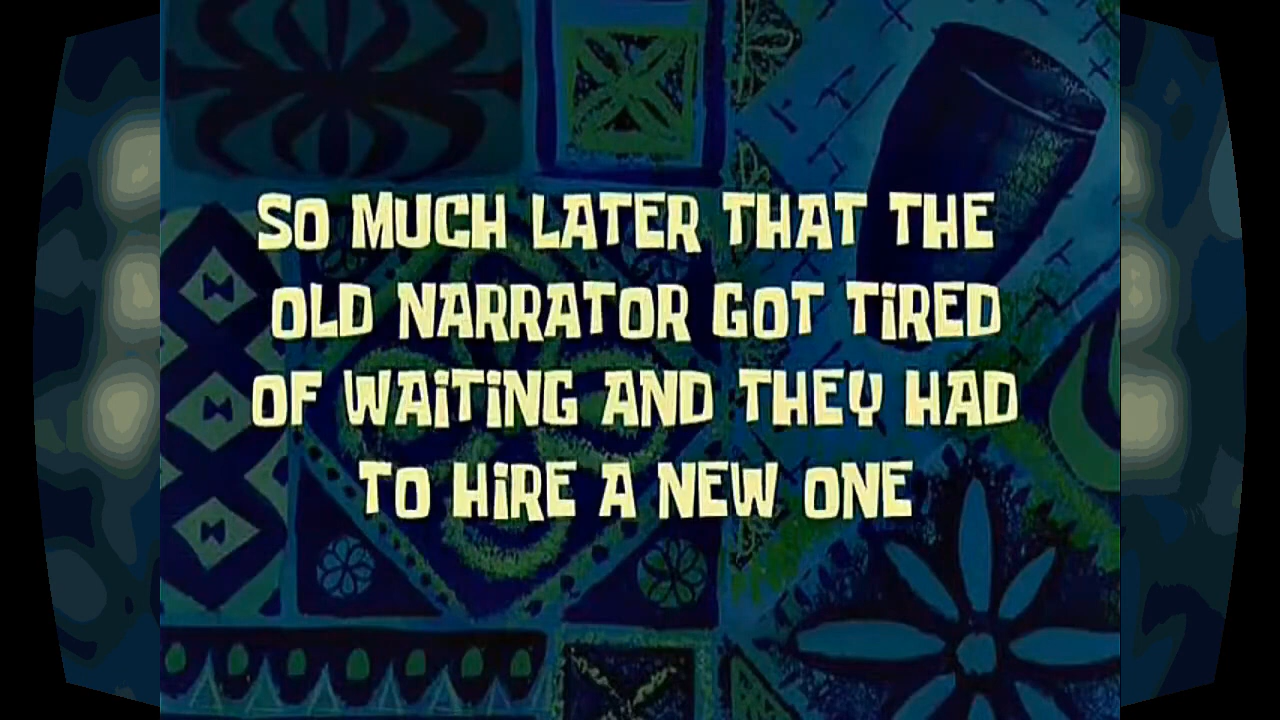 SO MUCH LATER THAT THE
OLD NARRATOR GOT TiRED
OF WAiTiNG AND THEY HAD
TO HiRE A NEW ONE